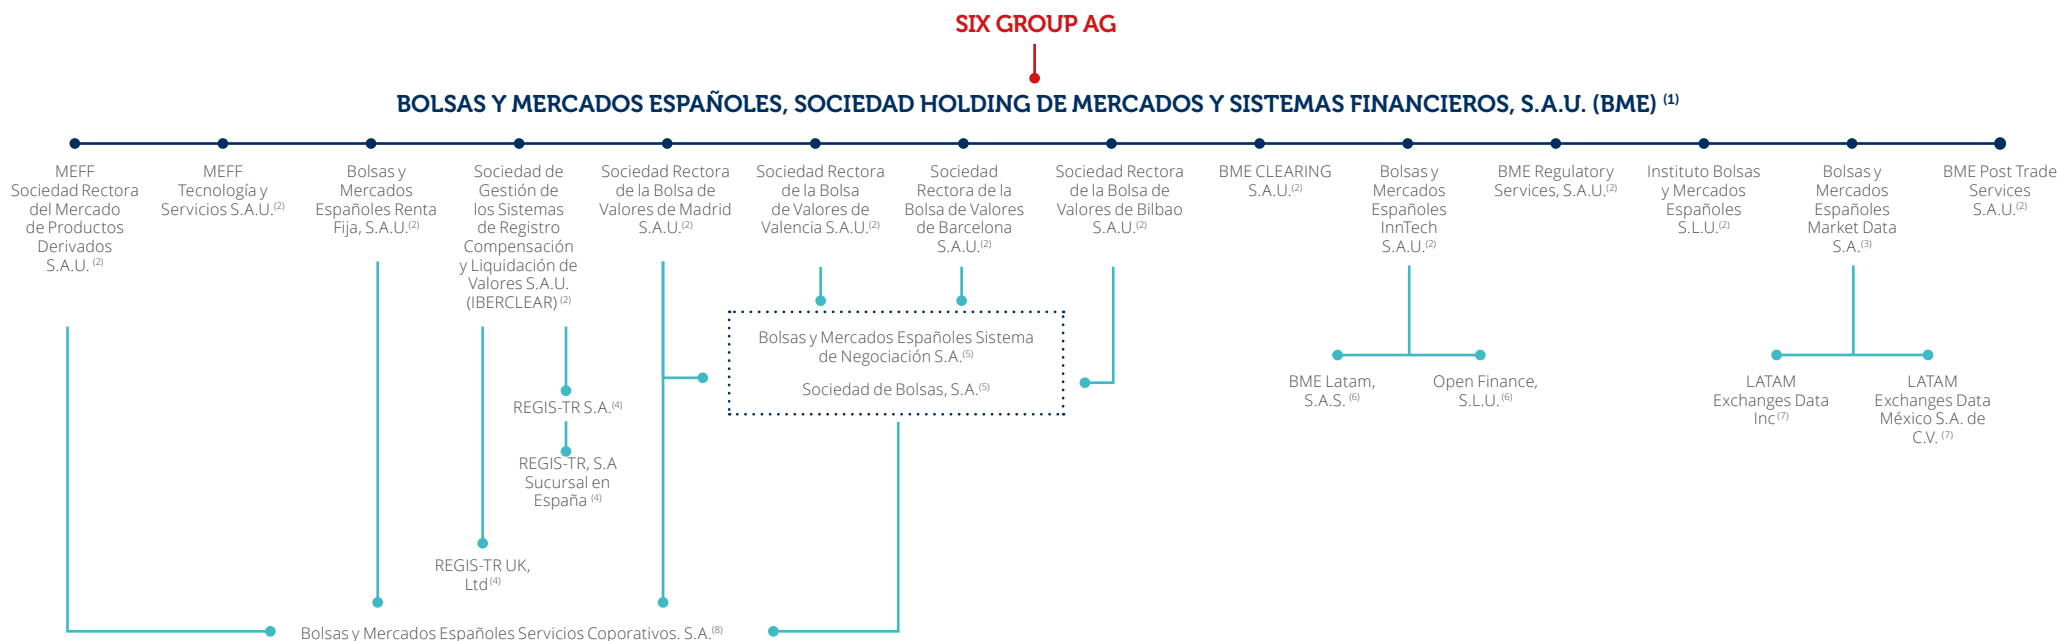 SIX GROUP AG
BOLSAS Y MERCADOS ESPAÑOLES, SOCIEDAD HOLDING DE MERCADOS Y SISTEMAS FINANCIEROS, S.A.U. (BME) (1)
MEFF
Sociedad Rectora
del Mercado
de Productos
Derivados
S.A.U. (2)
MEFF
Tecnología y
Servicios S.A.U.(2)
Bolsas y
Mercados
Españoles Renta
Fija, S.A.U.(2)
Sociedad de
Gestión de
los Sistemas
de Registro
Compensación
y Liquidación de
Valores S.A.U.
(IBERCLEAR) (2)
Sociedad Rectora
de la Bolsa de
Valores de Madrid
S.A.U.(2)
Sociedad Rectora
de la Bolsa
de Valores de
Valencia S.A.U.(2)
Sociedad
Rectora de la
Bolsa de Valores
de Barcelona
S.A.U.(2)
Sociedad Rectora
de la Bolsa de
Valores de Bilbao
S.A.U.(2)
BME CLEARING
S.A.U.(2)
Bolsas y
Mercados
Españoles
InnTech
S.A.U.(2)
BME Regulatory
Services, S.A.U.(2)
Instituto Bolsas
y Mercados
Españoles
S.L.U.(2)
Bolsas y
Mercados
Españoles
Market Data
S.A.(3)
BME Post Trade
Services
S.A.U.(2)
Bolsas y Mercados Españoles Sistema
de Negociación S.A.(5)
Sociedad de Bolsas, S.A.(5)
REGIS-TR S.A.(4)
REGIS-TR, S.A
Sucursal en
España (4)
REGIS-TR UK,
Ltd(4)
BME Latam,
S.A.S. (6)
Open Finance,
S.L.U.(6)
LATAM
Exchanges Data
Inc(7)
LATAM
Exchanges Data
México S.A. de
C.V. (7)
Bolsas y Mercados Españoles Servicios Coporativos. S.A.(8)